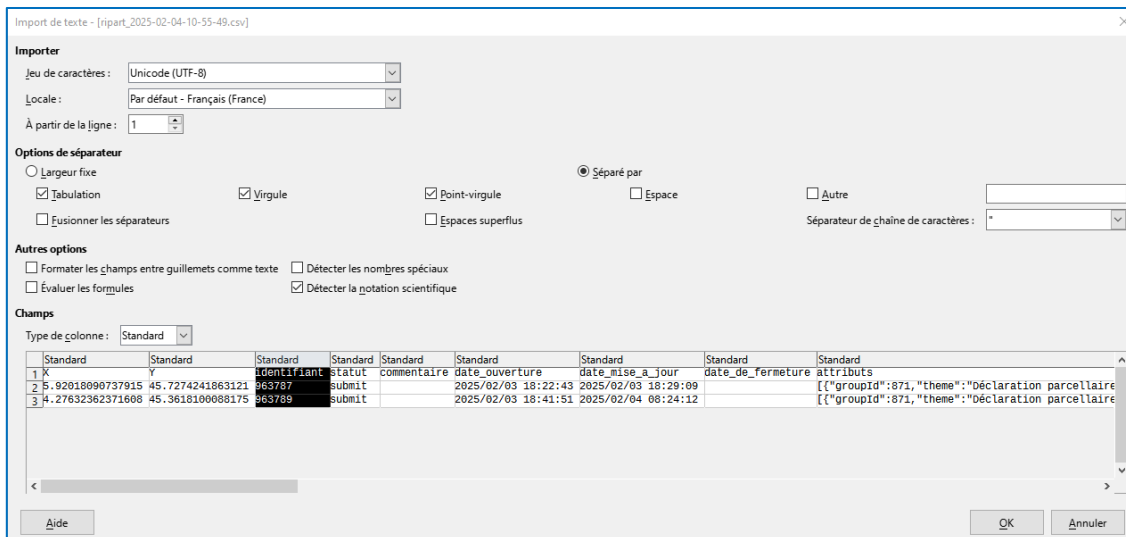 Import de texte - [ripart_2025-02-04-10-55-49.csv]
Importer
Jeu de caractères : Unicode (UTF-8)
Locale : Par défaut - Français (France)
À partir de la ligne : 1
Options de séparateur
Largeur fixe Séparé par
Tabulation Virgule Point-virgule Espace Autre
Fusionner les séparateurs Espaces superflus Séparateur de chaîne de caractères : "
Autres options
Formater les champs entre guillemets comme texte Détecter les nombres spéciaux
Évaluer les formules Détecter la notation scientifique
Champs
Type de colonne : Standard
Standard Standard Standard Standard Standard Standard Standard Standard Standard
1 X Y identifiant statut commentaire date_ouverture date_mise_a_jour date_de_fermeture attributs
2 5.92018090737915 45.7274241863121 963787 submit 2025/02/03 18:22:43 2025/02/03 18:29:09 [{"groupId":871,"theme":"Déclaration parcellaire
3 4.27632362371608 45.3618100088175 963789 submit 2025/02/03 18:41:51 2025/02/04 08:24:12 [{"groupId":871,"theme":"Déclaration parcellaire
Aide OK Annuler